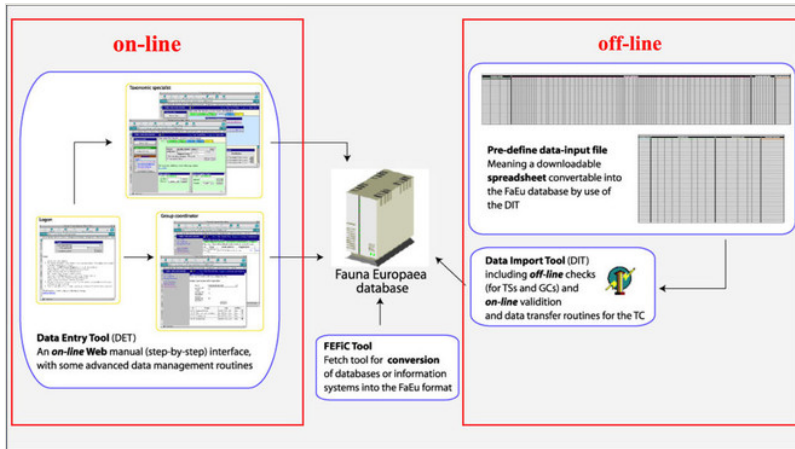 on-line
off-line
Taxonomic specialist
Logon
Group coordinator
Data Entry Tool (DET)
An on-line Web manual (step-by-step) interface,
with some advanced data management routines
Fauna Europaea
database
FEFiC Tool
Fetch tool for conversion
of databases or information
systems into the FaEu format
Pre-define data-input file
Meaning a downloadable
spreadsheet convertable into
the FaEu database by use of
the DIT
Data Import Tool (DIT)
including off-line checks
(for TSs and GCs) and
on-line validition
and data transfer routines for the TC